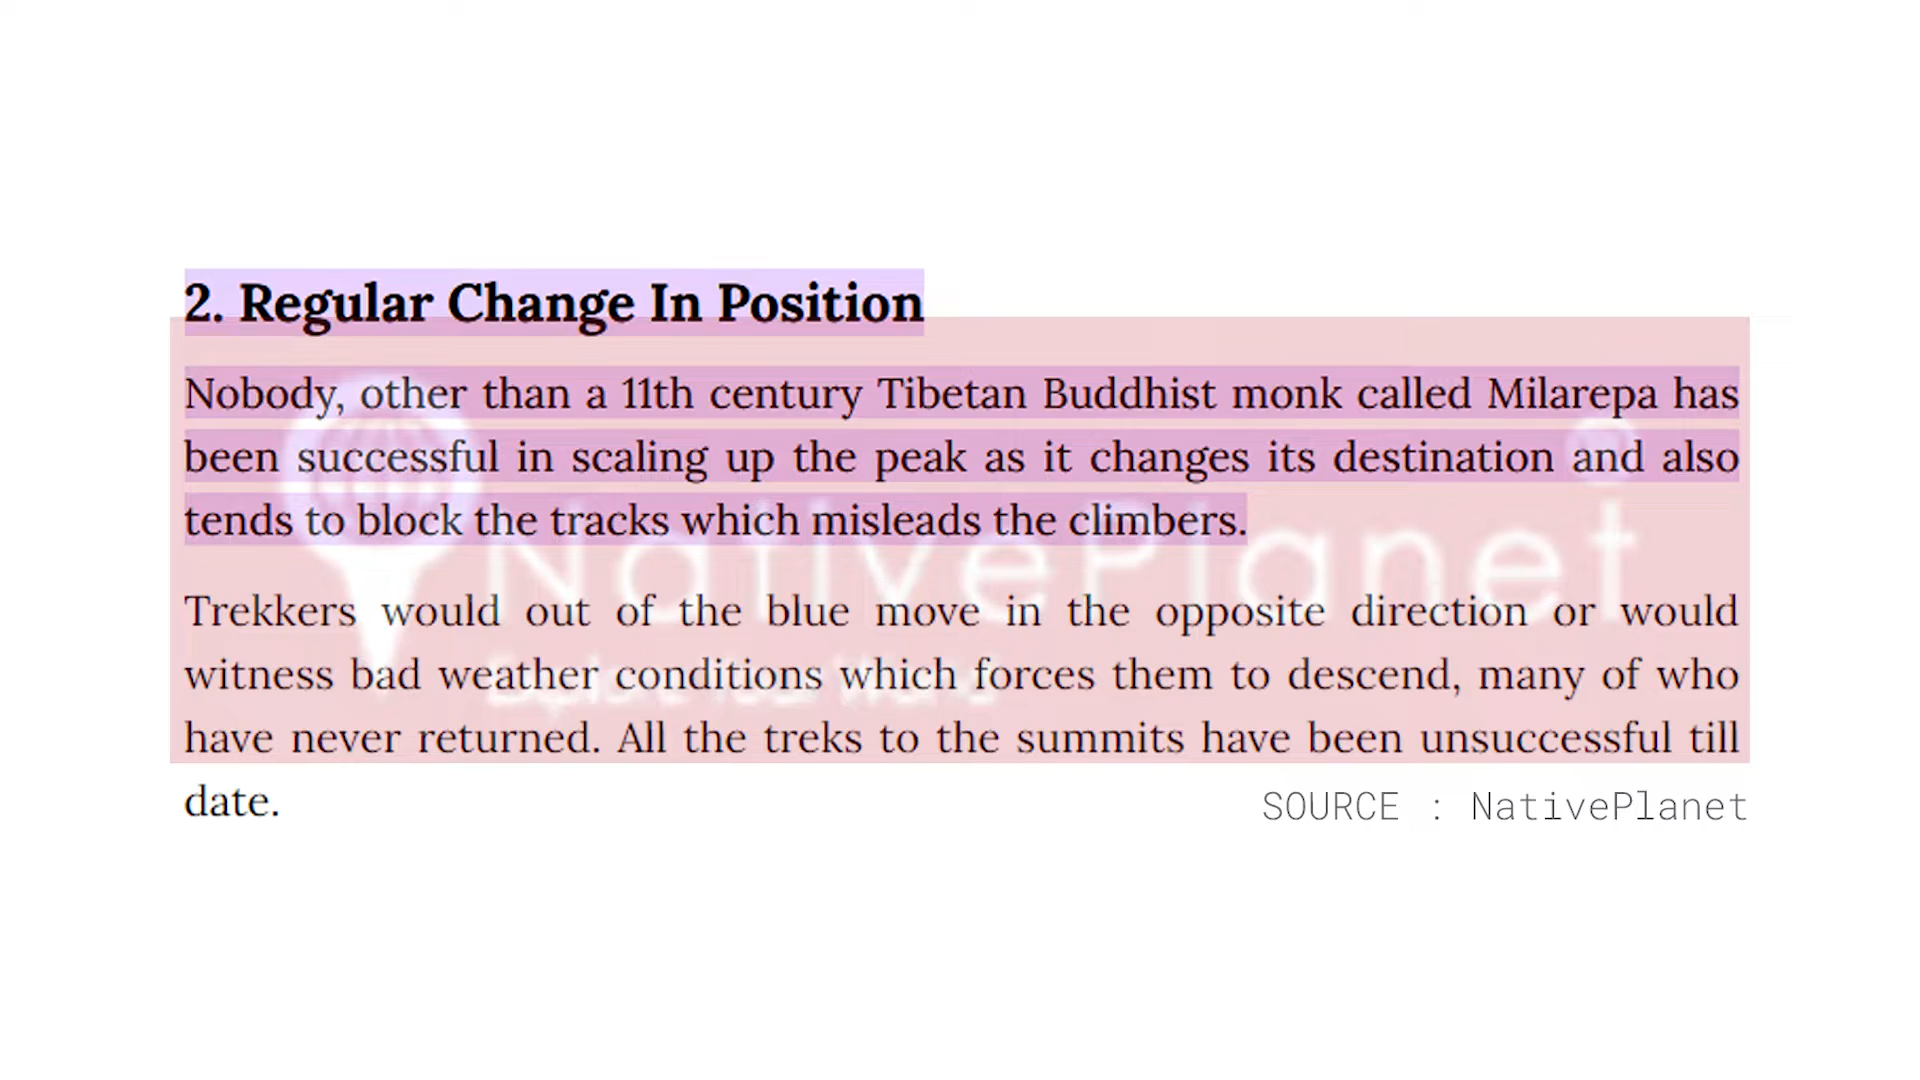 2. Regular Change In Position
Nobody, other than a 11th century Tibetan Buddhist monk called Milarepa has
been successful in scaling up the peak as it changes its destination and also
tends to block the tracks which misleads the climbers.
NativePlanet
Trekkers would out of the blue move in the opposite direction or would
witness bad weather conditions which forces them to descend, many of who
have never returned. All the treks to the summits have been unsuccessful till
date.
SOURCE : NativePlanet